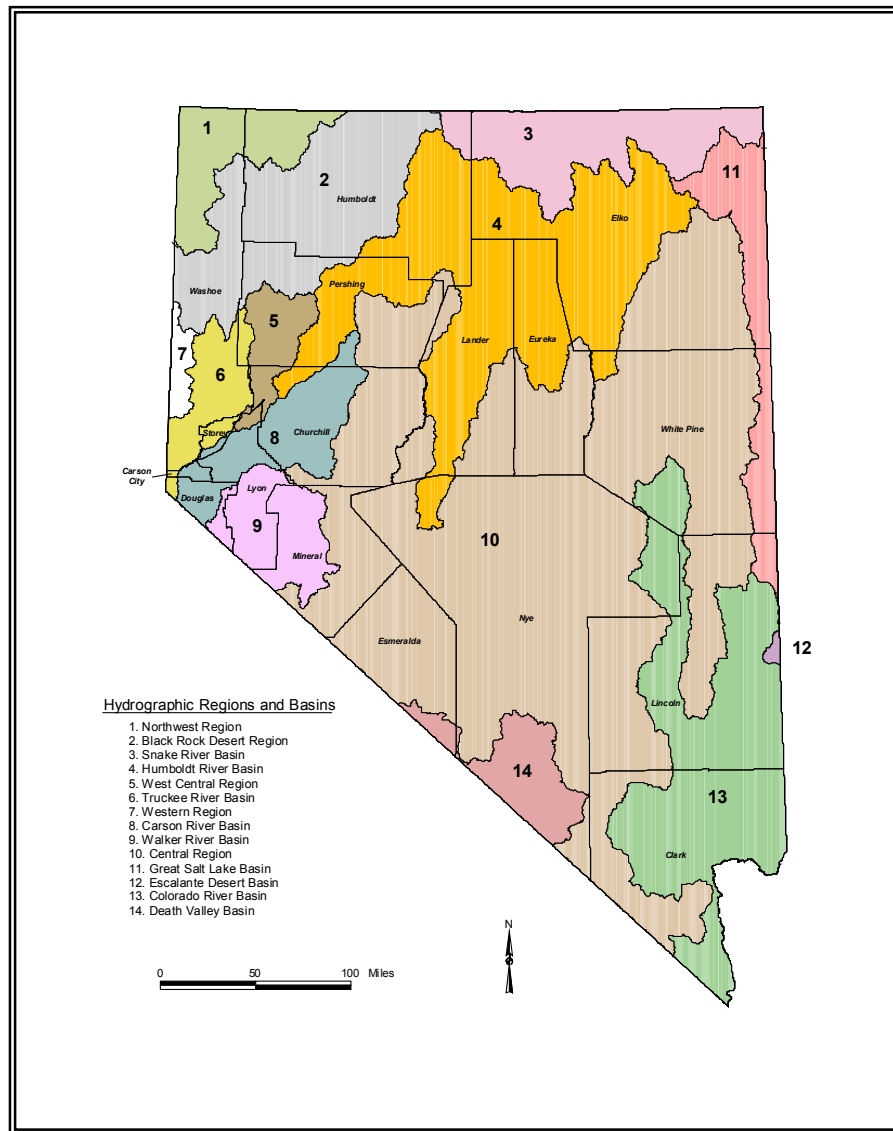 1
3
11
2
Humboldt
4
Elko
Washoe
Pershing
5
7
6
Lander
Eureka
Storey
8
Churchill
White Pine
Carson
City
Douglas
Lyon
9
Mineral
10
Nye
Esmeralda
12
Lincoln
Hydrographic Regions and Basins
1. Northwest Region
2. Black Rock Desert Region
3. Snake River Basin
4. Humboldt River Basin
5. West Central Region
6. Truckee River Basin
7. Western Region
8. Carson River Basin
9. Walker River Basin
10. Central Region
11. Great Salt Lake Basin
12. Escalante Desert Basin
13. Colorado River Basin
14. Death Valley Basin
14
13
Clark
N
0 50 100 Miles